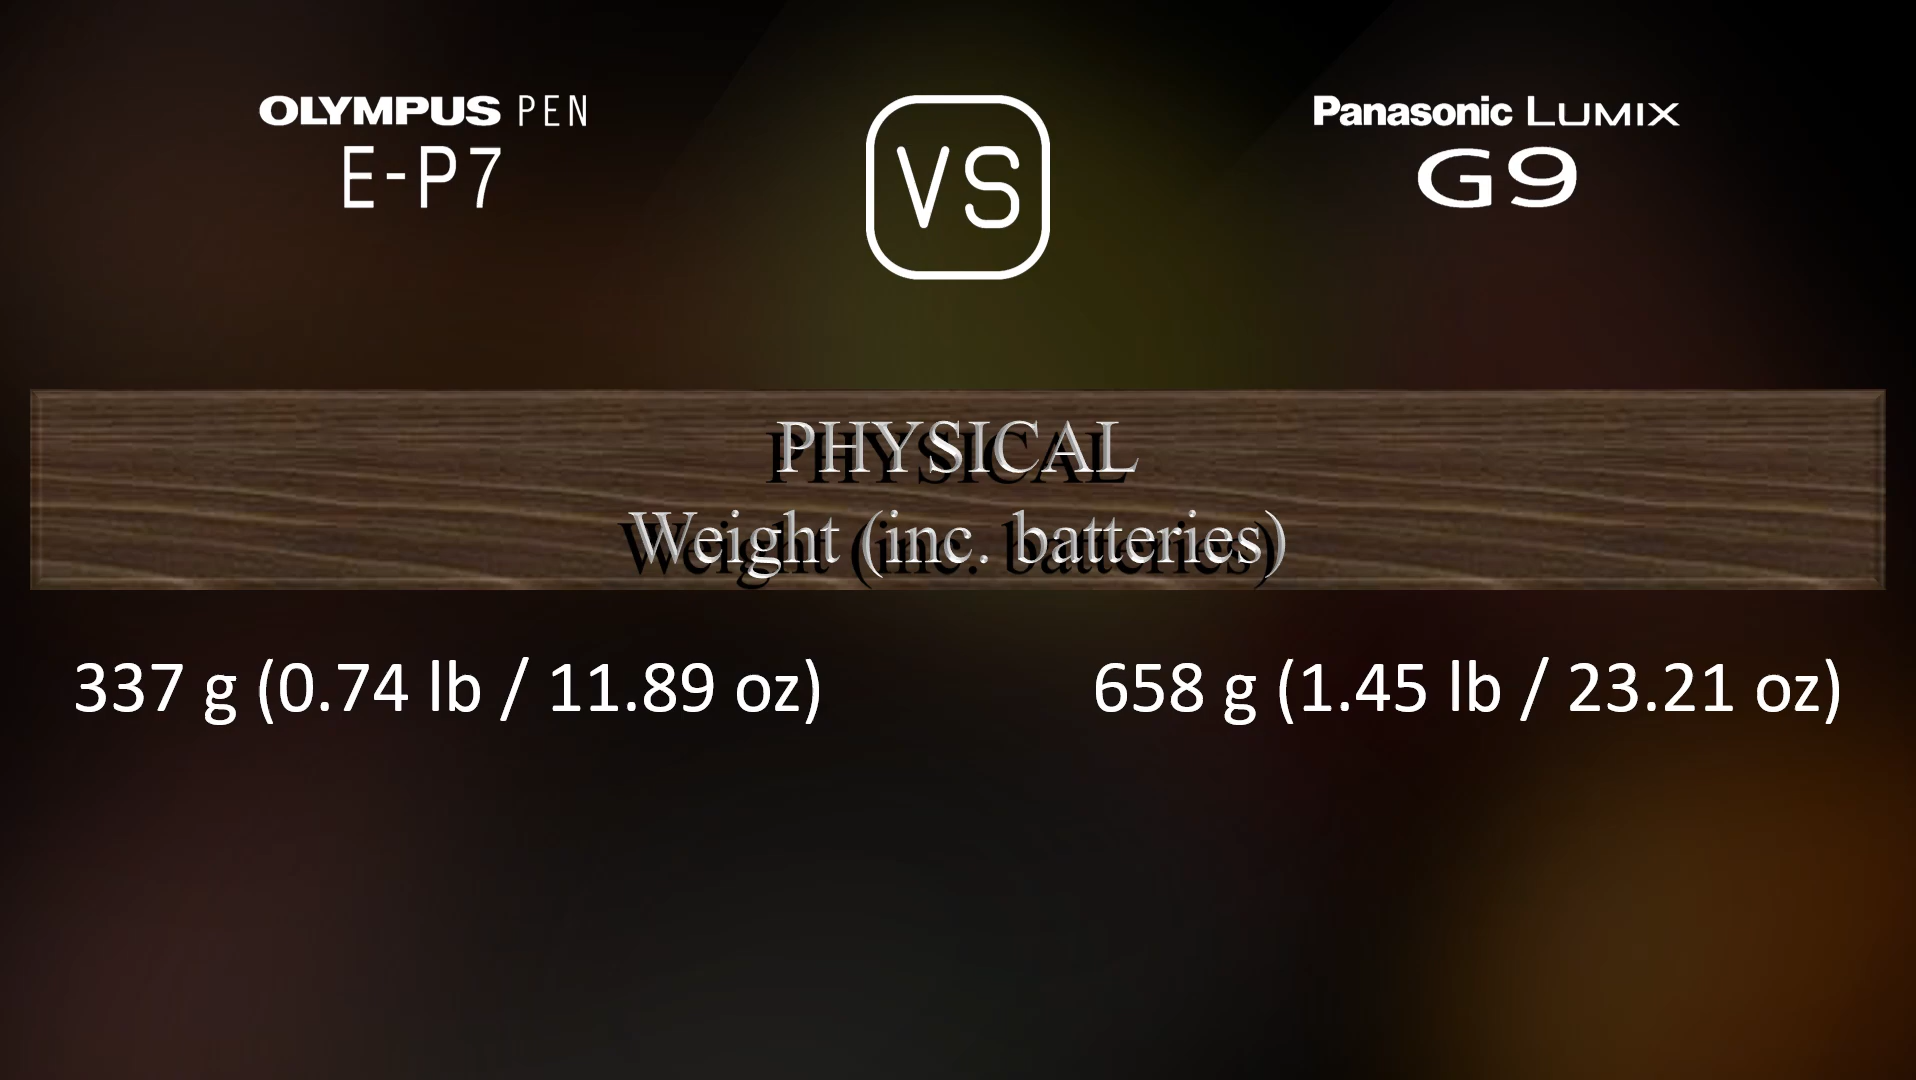 OLYMPUS PEN
E-P7
VS
Panasonic LUMIX
G9
PHYSICAL
Weight (inc. batteries)
337 g (0.74 lb / 11.89 oz)
658 g (1.45 lb / 23.21 oz)